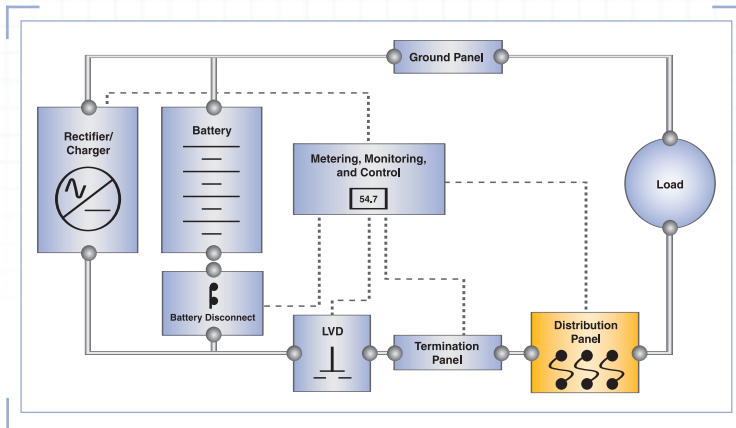 Ground Panel
Rectifier/
Charger
Battery
Metering, Monitoring,
and Control
54.7
Load
Battery Disconnect
LVD
Termination
Panel
Distribution
Panel